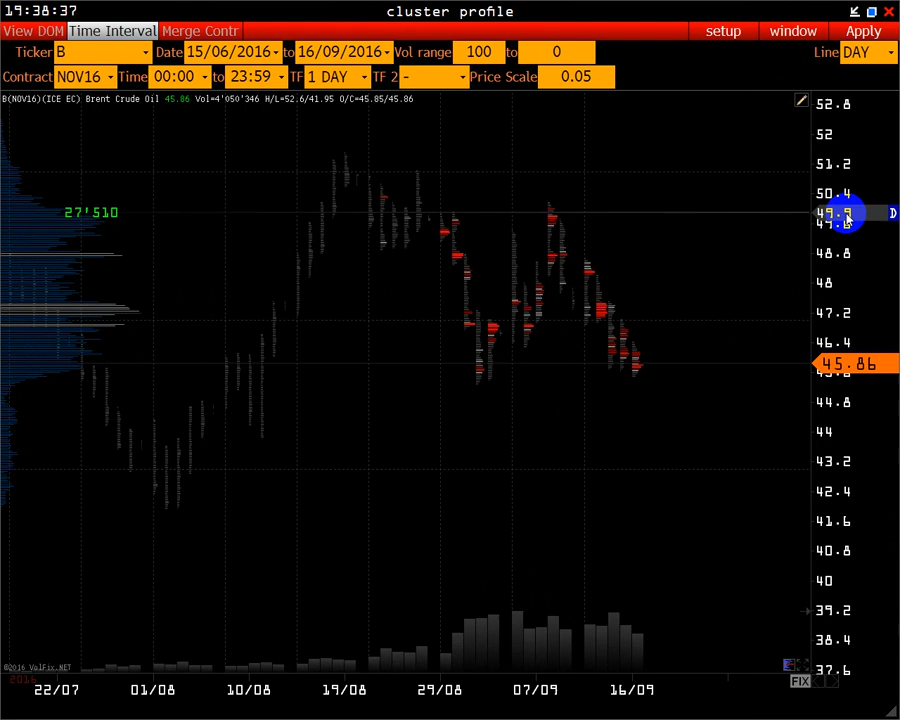 19:38:37 cluster profile
View DOM Time Interval Merge Contr setup window Apply
Ticker B Date 15/06/2016 to 16/09/2016 Vol range 100 to 0 Line DAY
Contract NOV16 Time 00:00 to 23:59 TF 1 DAY TF 2 - Price Scale 0.05
B(NOV16)(ICE EC) Brent Crude Oil 45.86 Vol=4'050'346 H/L=52.6/41.95 O/C=45.85/45.86
52.8
52
51.2
50.4
27'510
49.9 D
48.8
48
47.2
46.4
45.86
44.8
44
43.2
42.4
41.6
40.8
40
39.2
38.4
37.6
©2016 VolFix.NET
2016
FIX
22/07 01/08 10/08 19/08 29/08 07/09 16/09